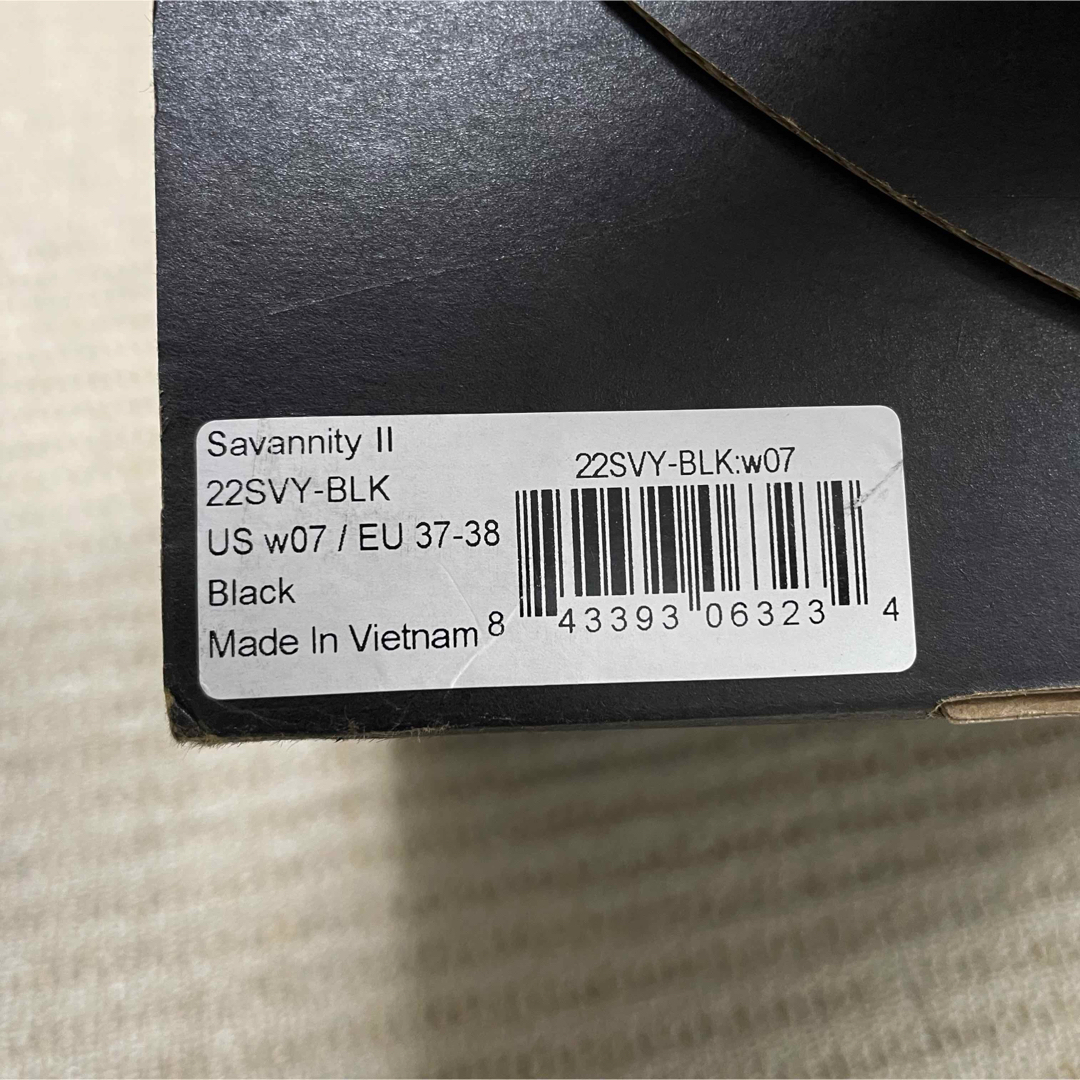 Savannity II
22SVY-BLK
US w07 / EU 37-38
Black
Made In Vietnam
22SVY-BLK:w07
8 43393 06323 4